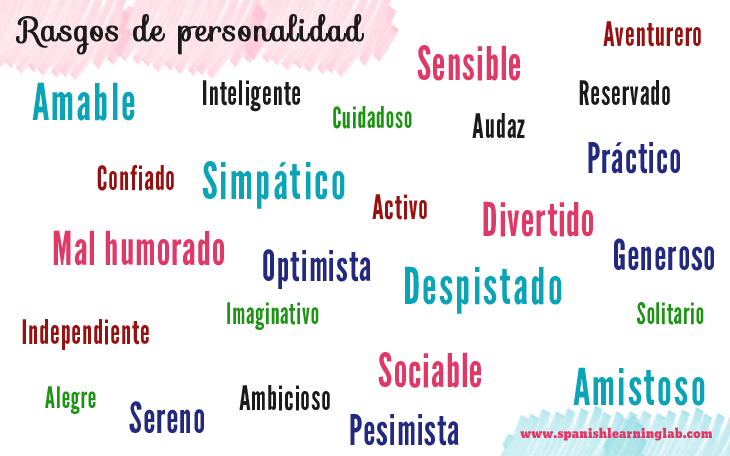 Rasgos de personalidad
Aventurero
Sensible
Amable
Inteligente
Reservado
Cuidadoso
Audaz
Práctico
Confiado
Simpático
Activo
Divertido
Mal humorado
Optimista
Generoso
Despistado
Imaginativo
Solitario
Independiente
Sociable
Alegre
Ambicioso
Amistoso
Sereno
Pesimista
www.spanishlearninglab.com